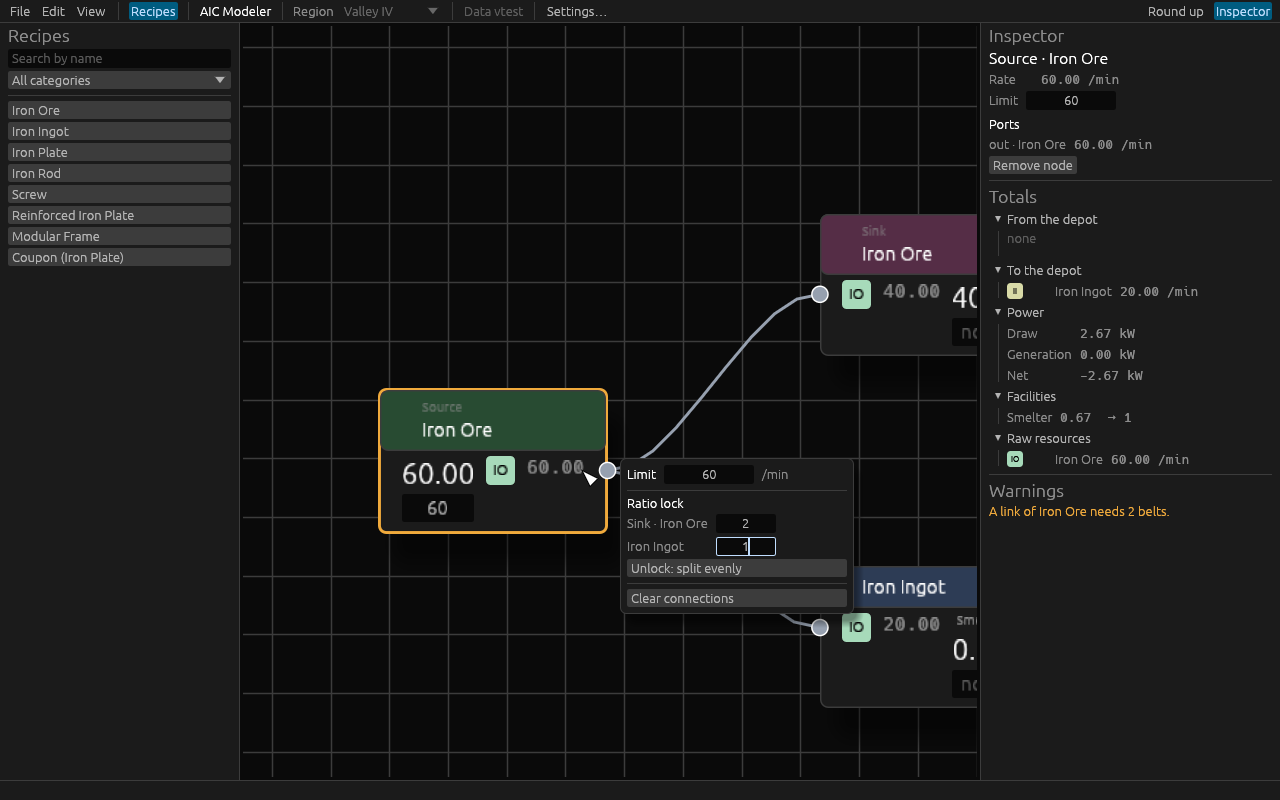 File Edit View Recipes AIC Modeler Region Valley IV Data vtest Settings… Round up Inspector
Recipes
Search by name
All categories
Iron Ore
Iron Ingot
Iron Plate
Iron Rod
Screw
Reinforced Iron Plate
Modular Frame
Coupon (Iron Plate)
Sink
Iron Ore
IO 40.00 40
no
Source
Iron Ore
60.00 IO 60.00
60
Limit 60 /min
Ratio lock
Sink · Iron Ore 2
Iron Ingot 1
Unlock: split evenly
Clear connections
Iron Ingot
IO 20.00 Sme
0.
no
Inspector
Source · Iron Ore
Rate 60.00 /min
Limit 60
Ports
out · Iron Ore 60.00 /min
Remove node
Totals
From the depot
none
To the depot
II Iron Ingot 20.00 /min
Power
Draw 2.67 kW
Generation 0.00 kW
Net −2.67 kW
Facilities
Smelter 0.67 → 1
Raw resources
IO Iron Ore 60.00 /min
Warnings
A link of Iron Ore needs 2 belts.